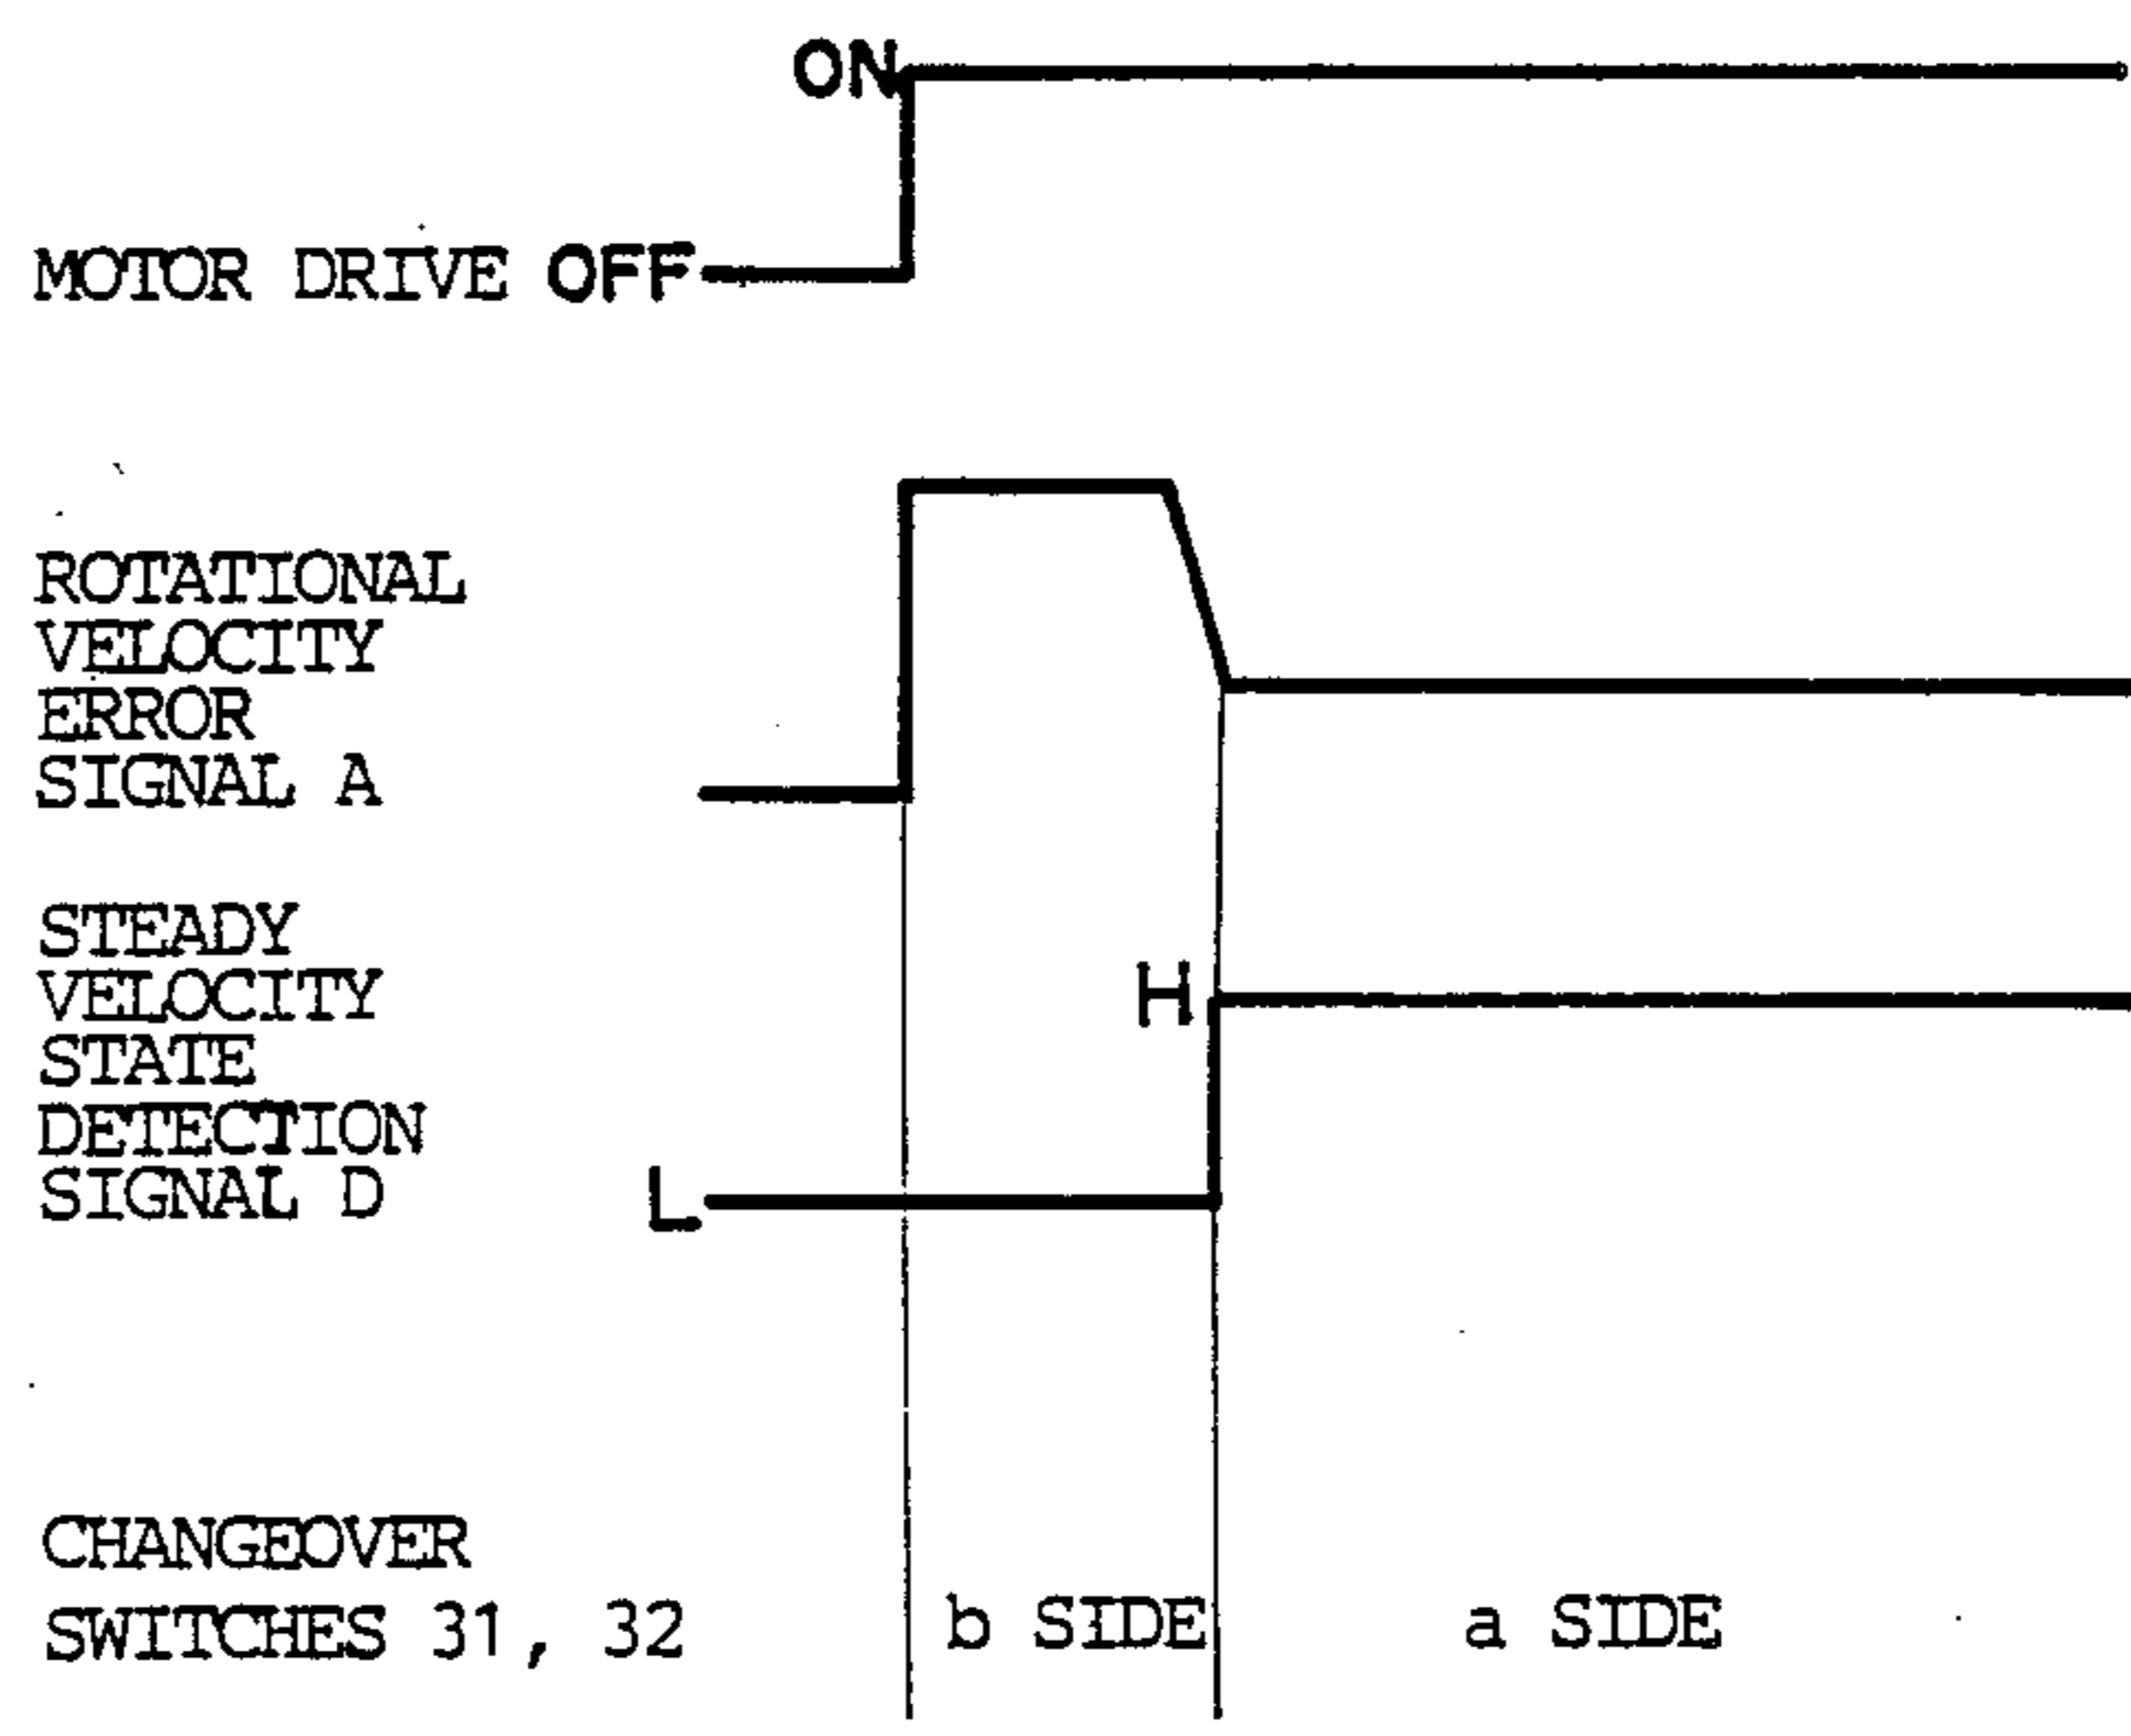 ON
MOTOR DRIVE OFF
ROTATIONAL
VELOCITY
ERROR
SIGNAL A
STEADY
VELOCITY
STATE
DETECTION
SIGNAL D
H
L
CHANGEOVER
SWITCHES 31, 32
b SIDE
a SIDE